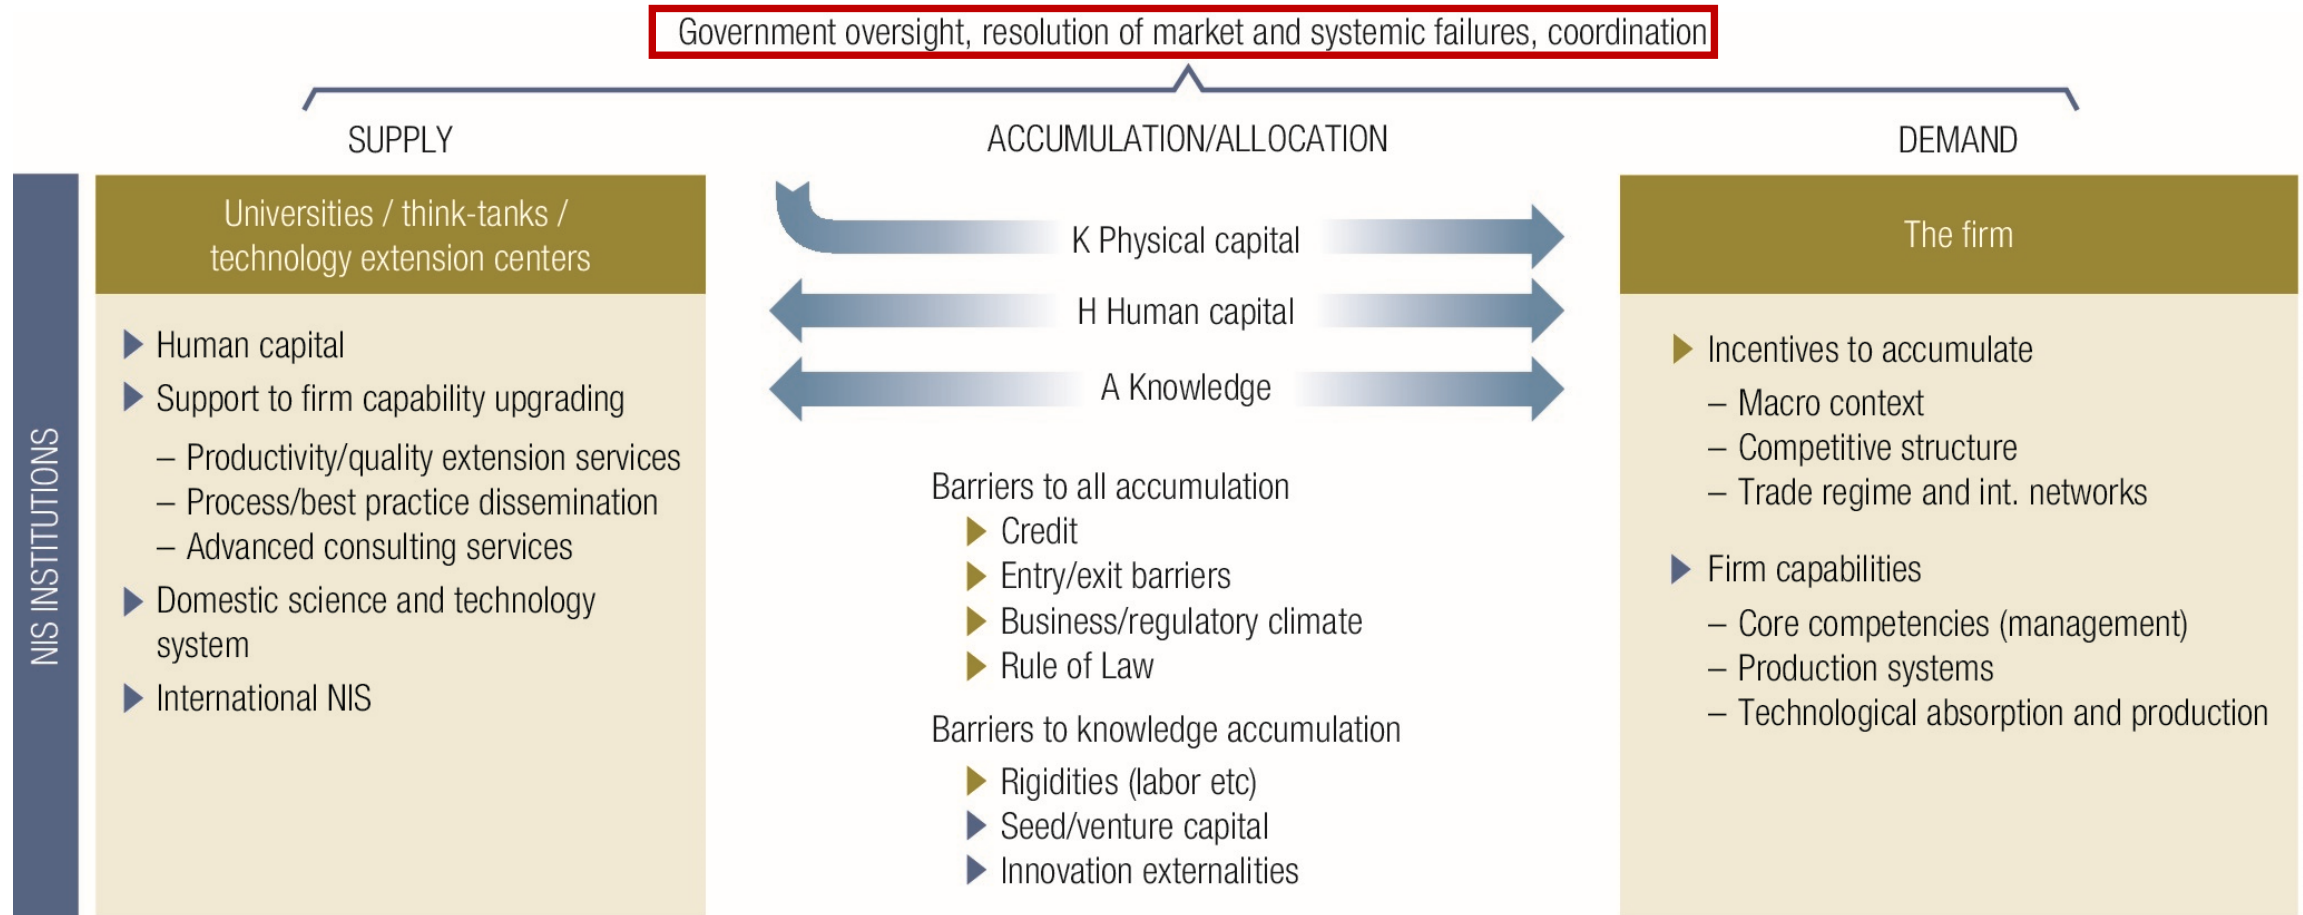 Government oversight, resolution of market and systemic failures, coordination
SUPPLY
ACCUMULATION/ALLOCATION
DEMAND
NIS INSTITUTIONS
Universities / think-tanks /
technology extension centers
Human capital
Support to firm capability upgrading
– Productivity/quality extension services
– Process/best practice dissemination
– Advanced consulting services
Domestic science and technology
system
International NIS
K Physical capital
H Human capital
A Knowledge
Barriers to all accumulation
Credit
Entry/exit barriers
Business/regulatory climate
Rule of Law
Barriers to knowledge accumulation
Rigidities (labor etc)
Seed/venture capital
Innovation externalities
The firm
Incentives to accumulate
– Macro context
– Competitive structure
– Trade regime and int. networks
Firm capabilities
– Core competencies (management)
– Production systems
– Technological absorption and production